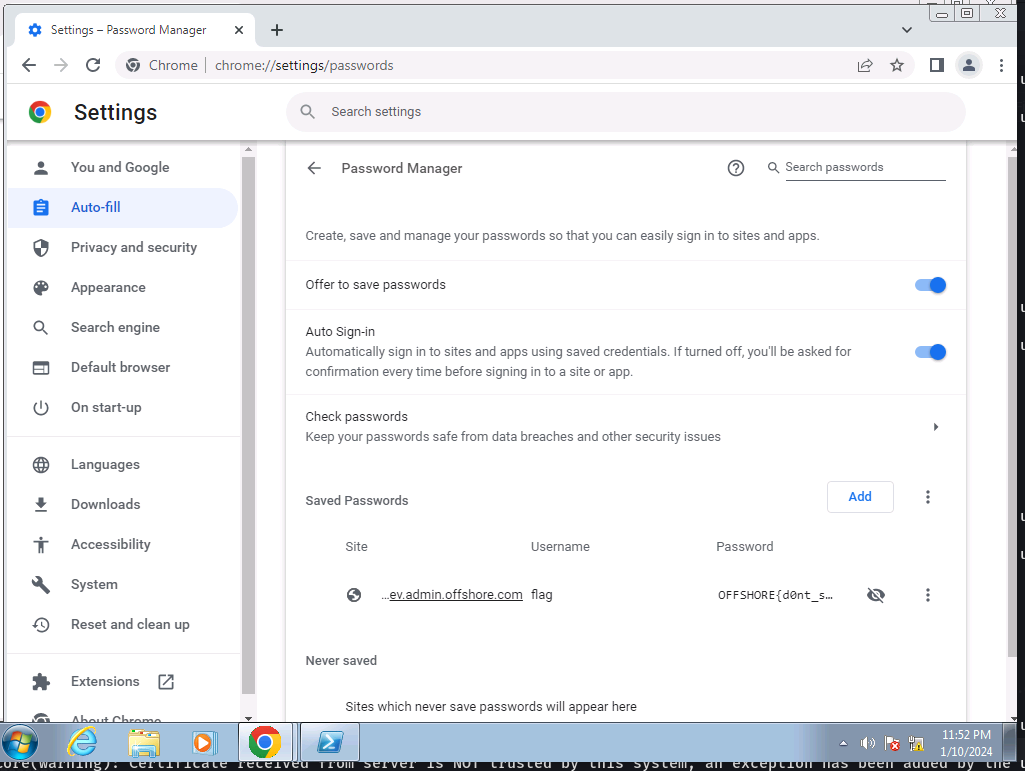 Settings – Password Manager
Chrome
chrome://settings/passwords
Settings
Search settings
You and Google
Auto-fill
Privacy and security
Appearance
Search engine
Default browser
On start-up
Languages
Downloads
Accessibility
System
Reset and clean up
Extensions
About Chrome
Password Manager
Search passwords
Create, save and manage your passwords so that you can easily sign in to sites and apps.
Offer to save passwords
Auto Sign-in
Automatically sign in to sites and apps using saved credentials. If turned off, you'll be asked for
confirmation every time before signing in to a site or app.
Check passwords
Keep your passwords safe from data breaches and other security issues
Saved Passwords
Add
Site Username Password
…ev.admin.offshore.com flag OFFSHORE{d0nt_s…
Never saved
Sites which never save passwords will appear here
11:52 PM
1/10/2024
core(warning): Certificate received from server is NOT trusted by this system, an exception has been added by the u